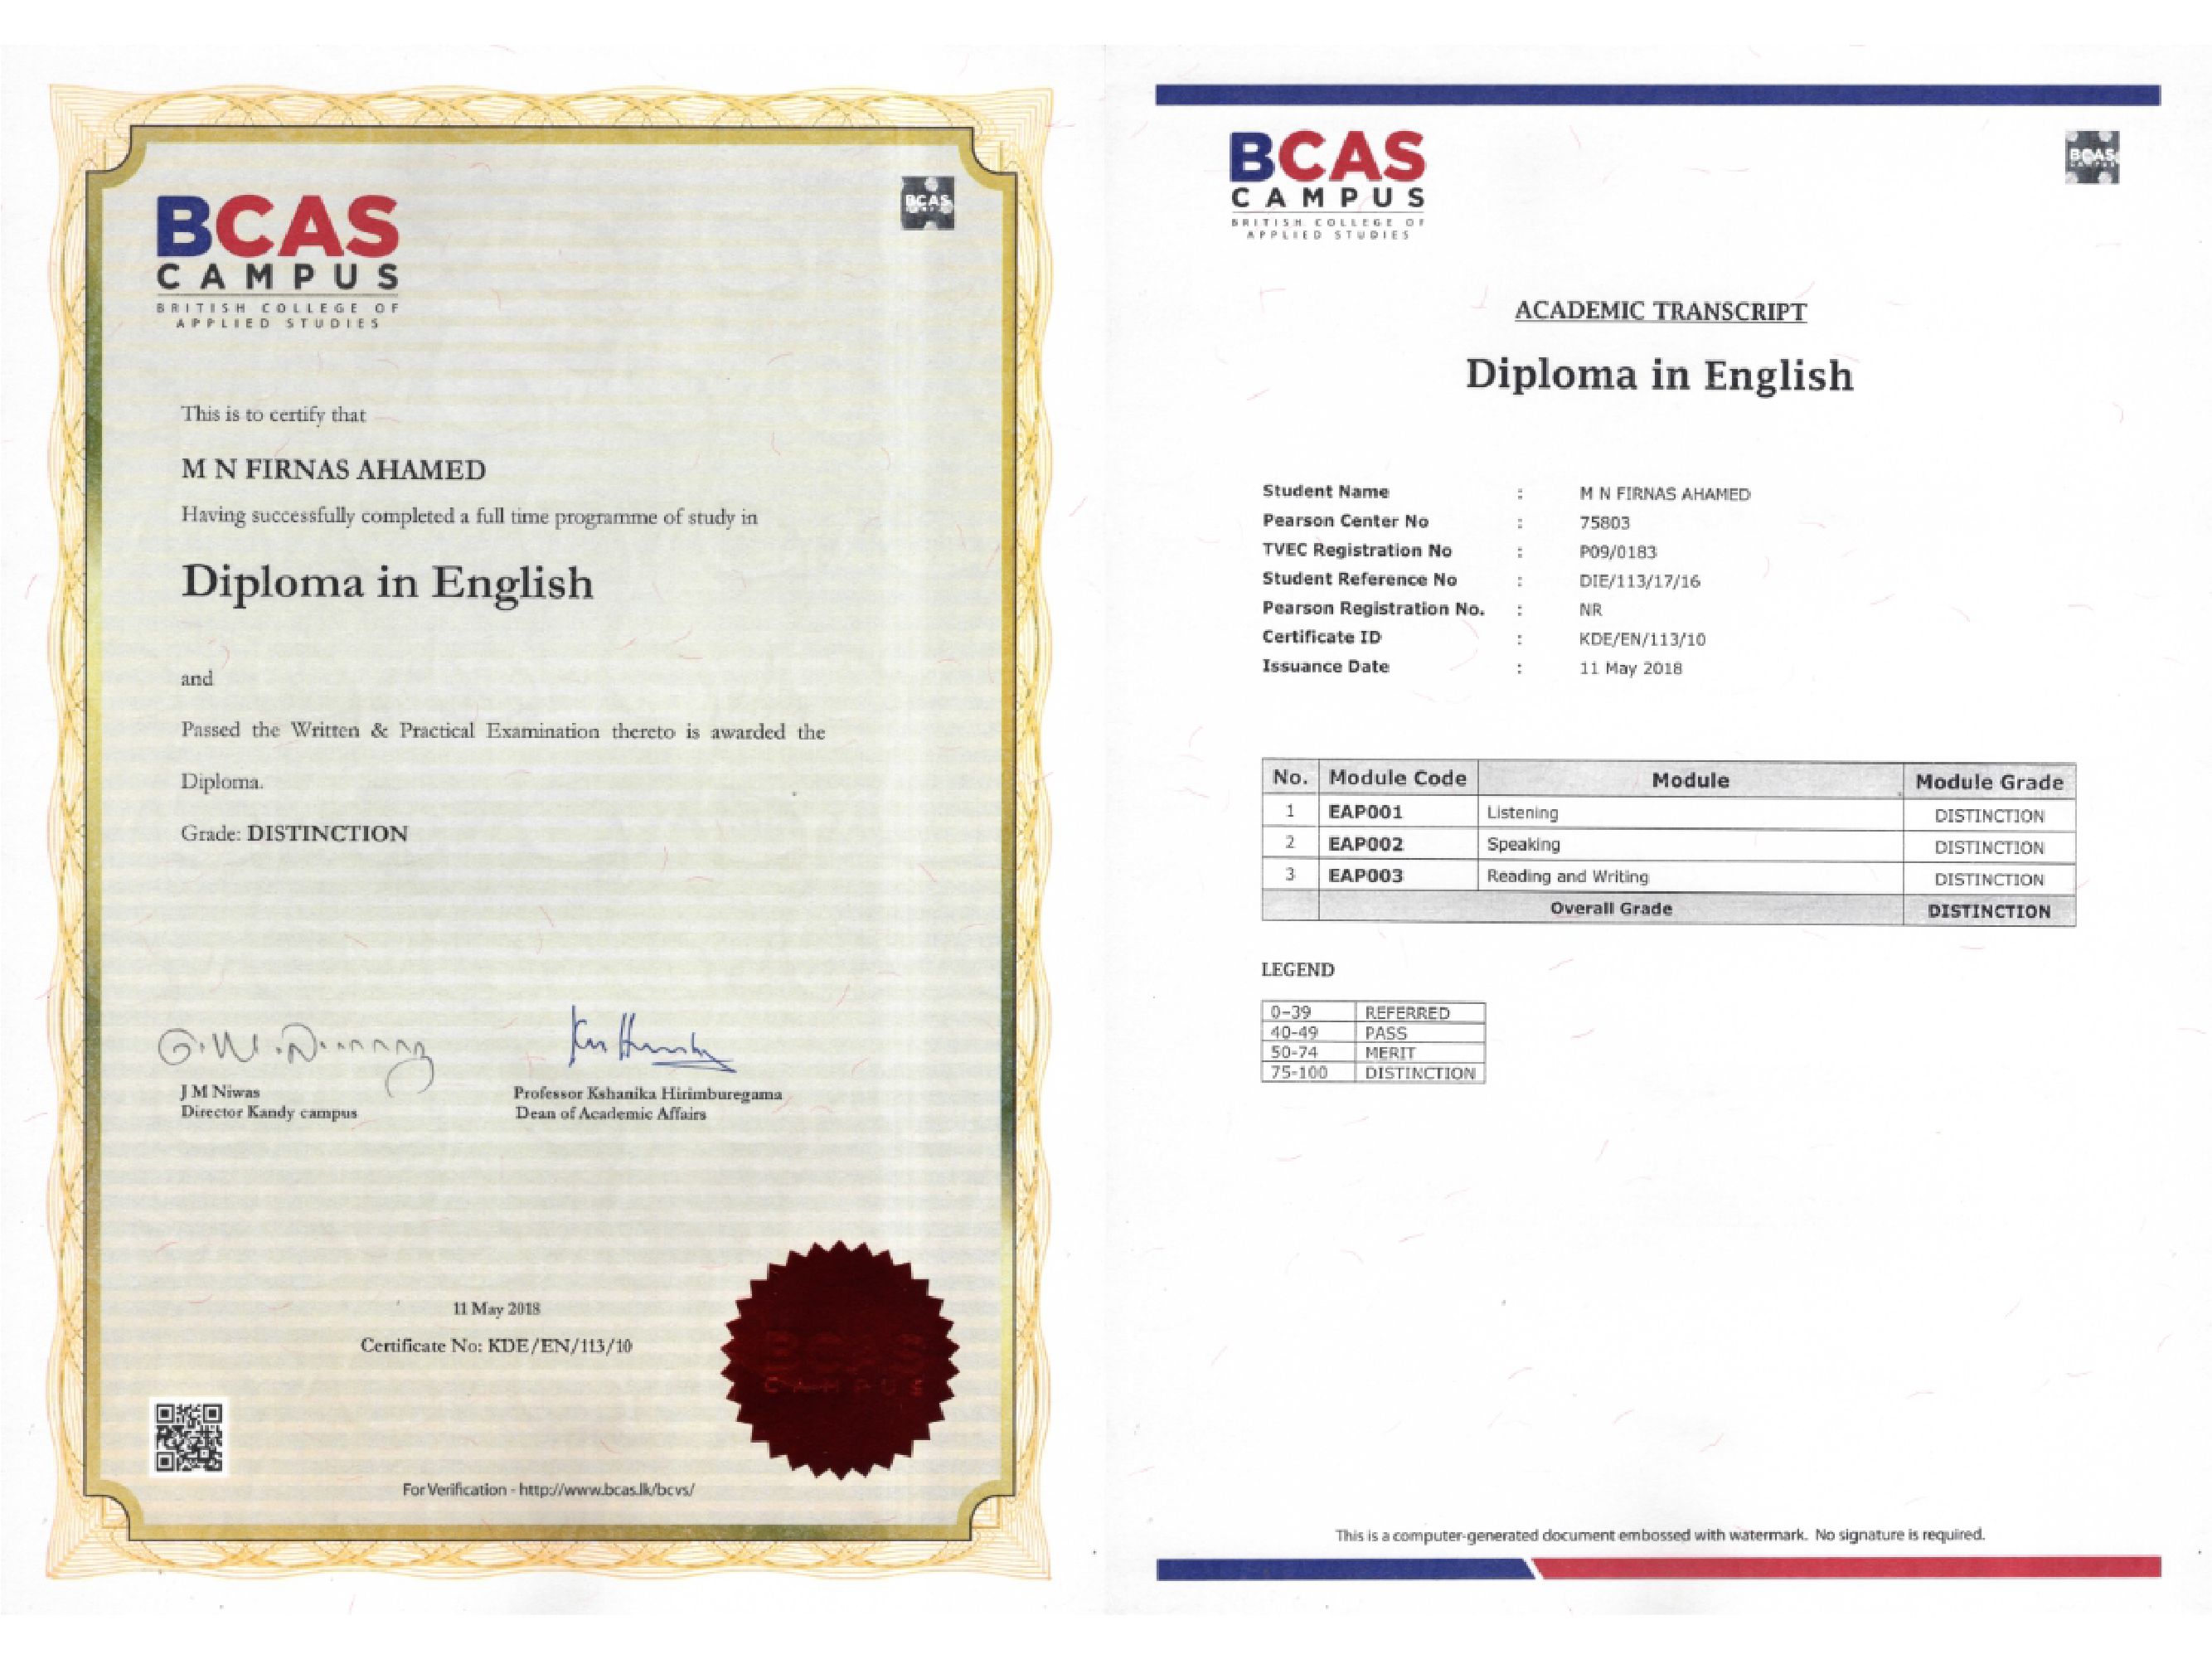 BCAS
CAMPUS
BRITISH COLLEGE OF
APPLIED STUDIES
BCAS
This is to certify that
M N FIRNAS AHAMED
Having successfully completed a full time programme of study in
Diploma in English
and
Passed the Written & Practical Examination thereto is awarded the
Diploma.
Grade: DISTINCTION
J M Niwas
Director Kandy campus
Professor Kshanika Hirimburegama
Dean of Academic Affairs
11 May 2018
Certificate No: KDE/EN/113/10
BCAS
CAMPUS
For Verification - http://www.bcas.lk/bcvs/
BCAS
CAMPUS
BRITISH COLLEGE OF
APPLIED STUDIES
BCAS
ACADEMIC TRANSCRIPT
Diploma in English
Student Name : M N FIRNAS AHAMED
Pearson Center No : 75803
TVEC Registration No : P09/0183
Student Reference No : DIE/113/17/16
Pearson Registration No. : NR
Certificate ID : KDE/EN/113/10
Issuance Date : 11 May 2018
No. Module Code Module Module Grade
1 EAP001 Listening DISTINCTION
2 EAP002 Speaking DISTINCTION
3 EAP003 Reading and Writing DISTINCTION
Overall Grade DISTINCTION
LEGEND
0-39 REFERRED
40-49 PASS
50-74 MERIT
75-100 DISTINCTION
This is a computer-generated document embossed with watermark. No signature is required.